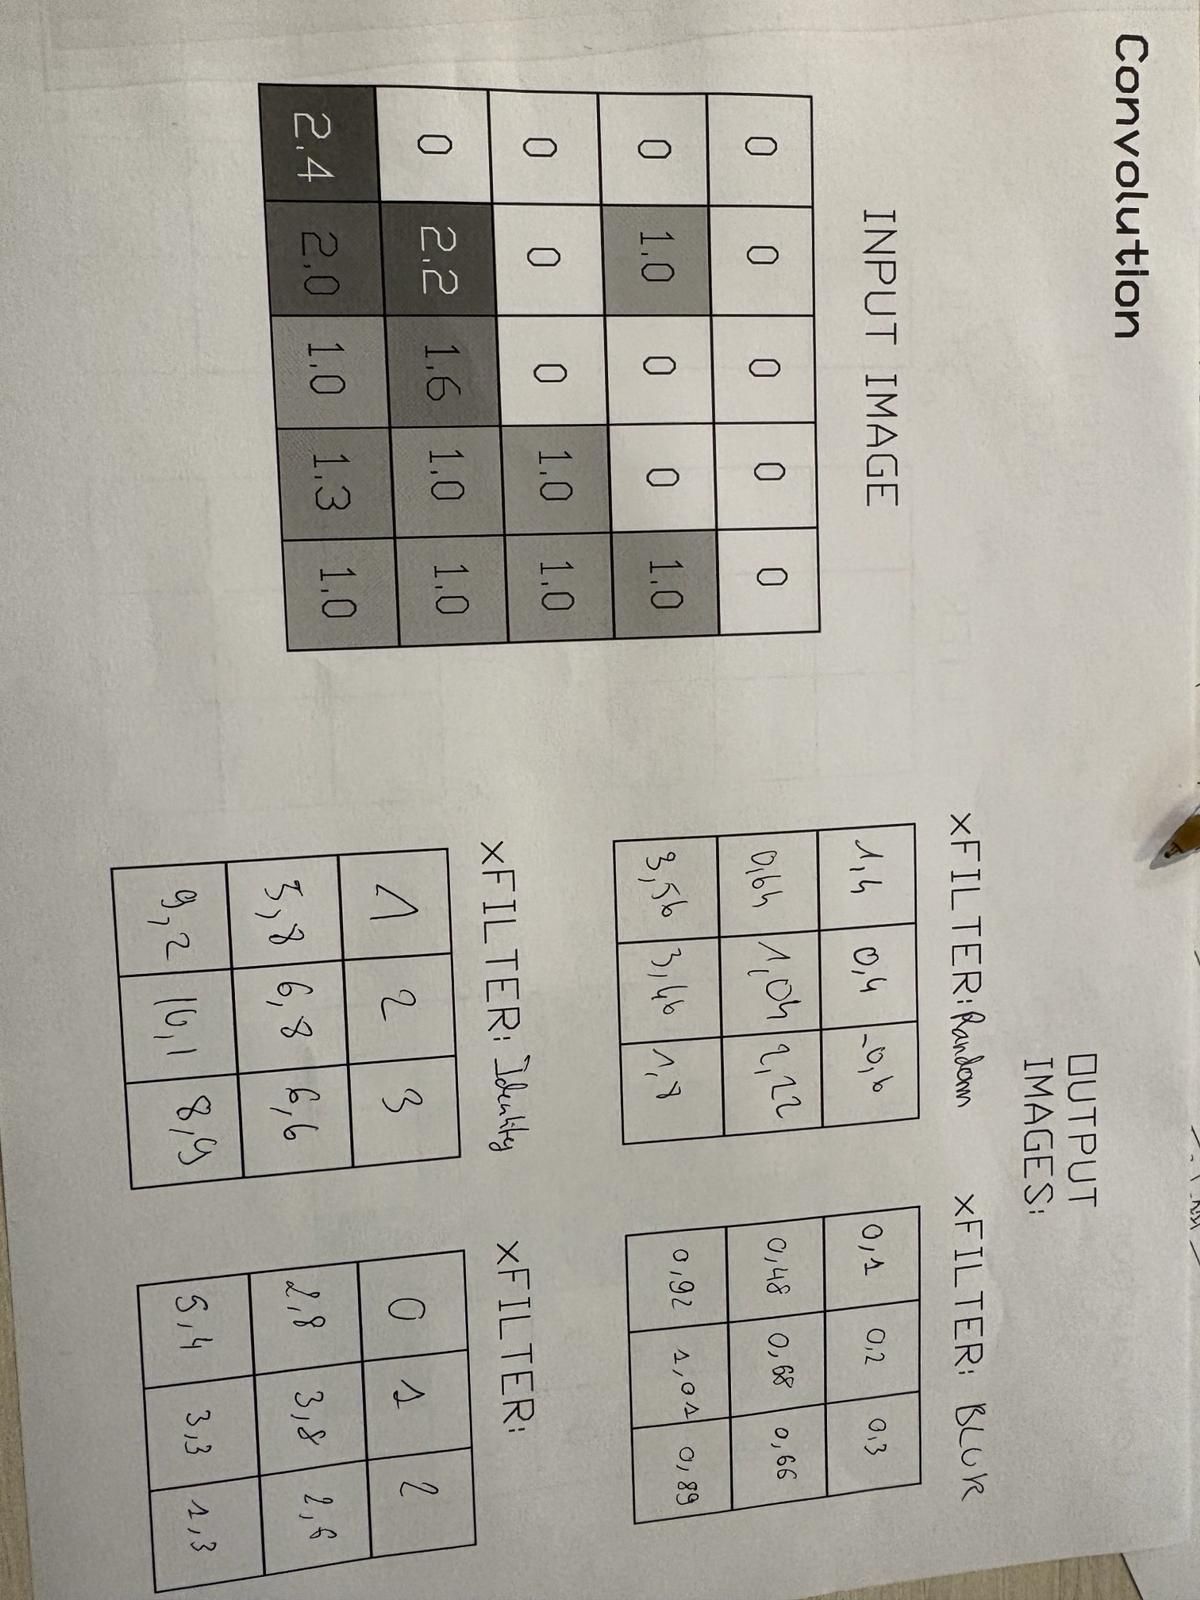 Convolution
INPUT IMAGE
0 0 0 0 0
0 1.0 0 0 1.0
0 0 0 1.0 1.0
0 2.2 1.6 1.0 1.0
2.4 2.0 1.0 1.3 1.0
OUTPUT
IMAGES:
xFILTER: Random
1,4 0,4 -0,6
0,64 1,04 2,22
3,56 3,46 1,8
xFILTER: BLUR
0,1 0,2 0,3
0,48 0,68 0,66
0,92 1,01 0,89
xFILTER: Identity
1 2 3
3,8 6,8 6,6
9,2 10,1 8,9
xFILTER:
0 1 2
2,8 3,8 2,6
5,4 3,3 1,3